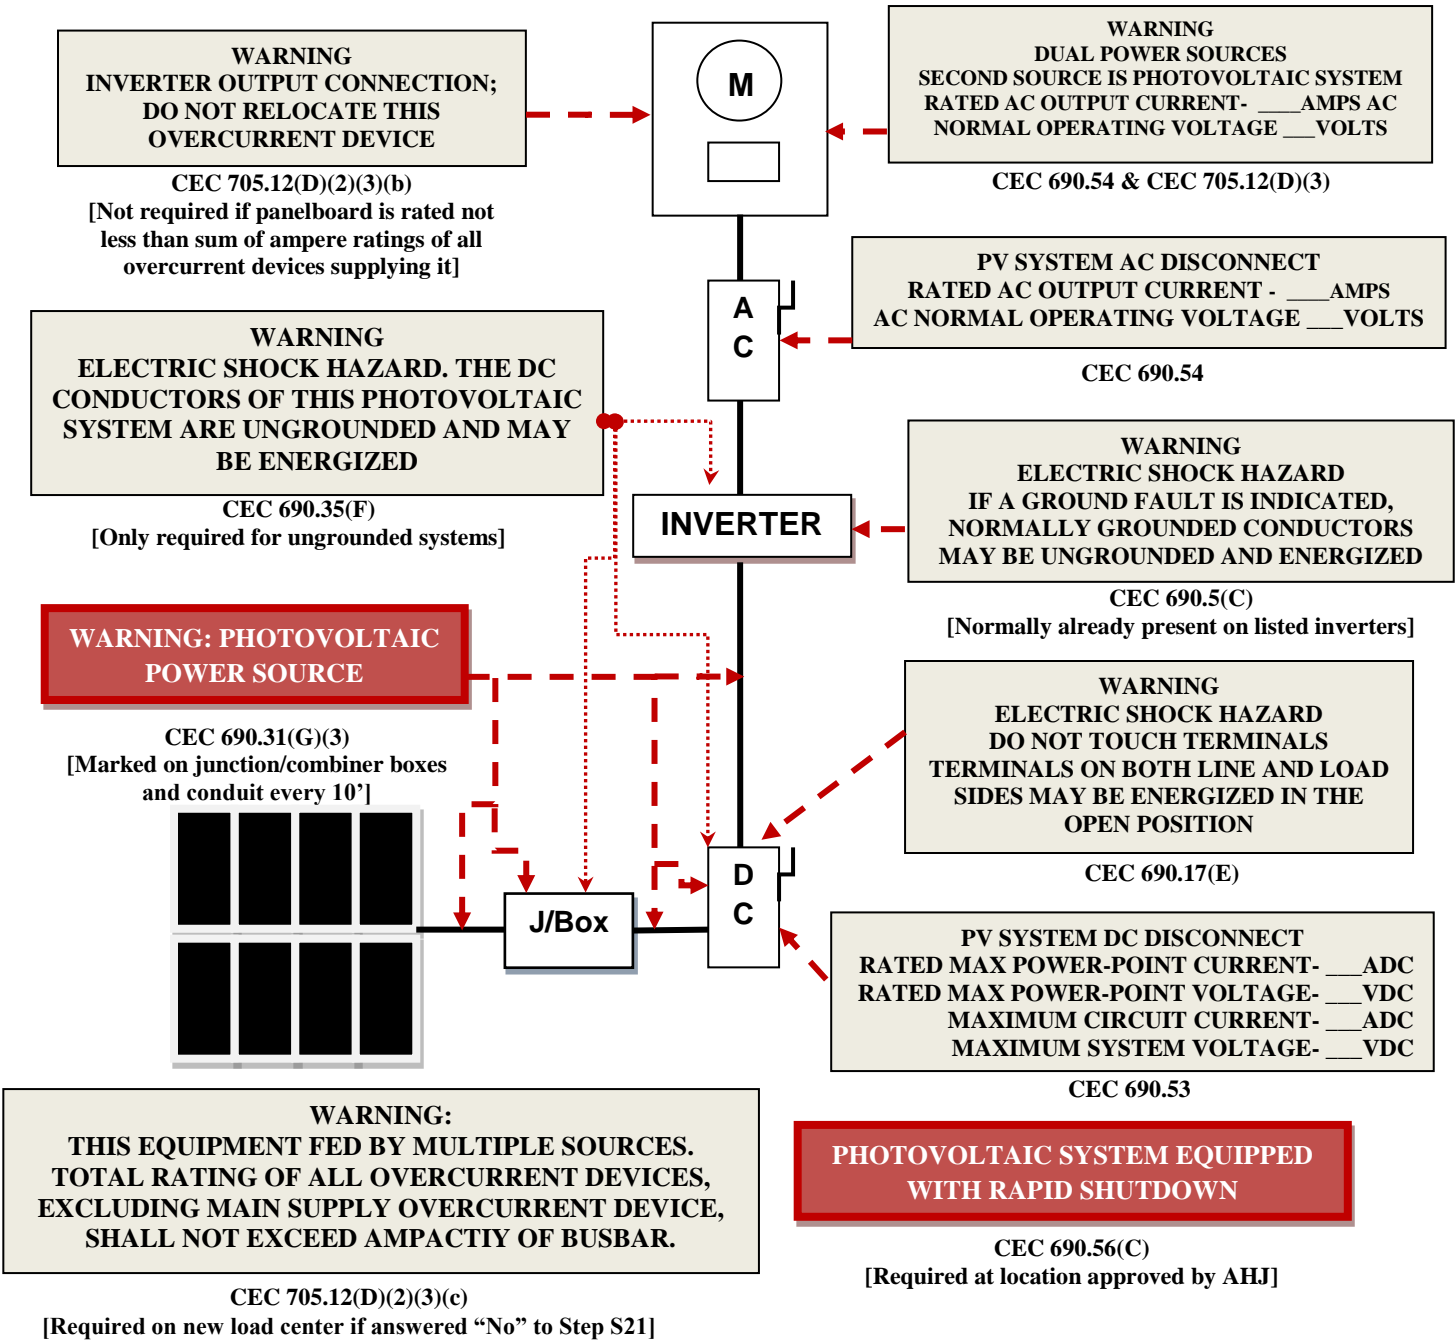 WARNING
INVERTER OUTPUT CONNECTION;
DO NOT RELOCATE THIS
OVERCURRENT DEVICE
CEC 705.12(D)(2)(3)(b)
[Not required if panelboard is rated not
less than sum of ampere ratings of all
overcurrent devices supplying it]
M
WARNING
DUAL POWER SOURCES
SECOND SOURCE IS PHOTOVOLTAIC SYSTEM
RATED AC OUTPUT CURRENT- ____AMPS AC
NORMAL OPERATING VOLTAGE ___VOLTS
CEC 690.54 & CEC 705.12(D)(3)
PV SYSTEM AC DISCONNECT
RATED AC OUTPUT CURRENT - ____AMPS
AC NORMAL OPERATING VOLTAGE ___VOLTS
CEC 690.54
A
C
WARNING
ELECTRIC SHOCK HAZARD. THE DC
CONDUCTORS OF THIS PHOTOVOLTAIC
SYSTEM ARE UNGROUNDED AND MAY
BE ENERGIZED
CEC 690.35(F)
[Only required for ungrounded systems]
INVERTER
WARNING
ELECTRIC SHOCK HAZARD
IF A GROUND FAULT IS INDICATED,
NORMALLY GROUNDED CONDUCTORS
MAY BE UNGROUNDED AND ENERGIZED
CEC 690.5(C)
[Normally already present on listed inverters]
WARNING: PHOTOVOLTAIC
POWER SOURCE
CEC 690.31(G)(3)
[Marked on junction/combiner boxes
and conduit every 10’]
WARNING
ELECTRIC SHOCK HAZARD
DO NOT TOUCH TERMINALS
TERMINALS ON BOTH LINE AND LOAD
SIDES MAY BE ENERGIZED IN THE
OPEN POSITION
CEC 690.17(E)
J/Box
D
C
PV SYSTEM DC DISCONNECT
RATED MAX POWER-POINT CURRENT- ___ADC
RATED MAX POWER-POINT VOLTAGE- ___VDC
MAXIMUM CIRCUIT CURRENT- ___ADC
MAXIMUM SYSTEM VOLTAGE- ___VDC
CEC 690.53
WARNING:
THIS EQUIPMENT FED BY MULTIPLE SOURCES.
TOTAL RATING OF ALL OVERCURRENT DEVICES,
EXCLUDING MAIN SUPPLY OVERCURRENT DEVICE,
SHALL NOT EXCEED AMPACTIY OF BUSBAR.
CEC 705.12(D)(2)(3)(c)
[Required on new load center if answered “No” to Step S21]
PHOTOVOLTAIC SYSTEM EQUIPPED
WITH RAPID SHUTDOWN
CEC 690.56(C)
[Required at location approved by AHJ]